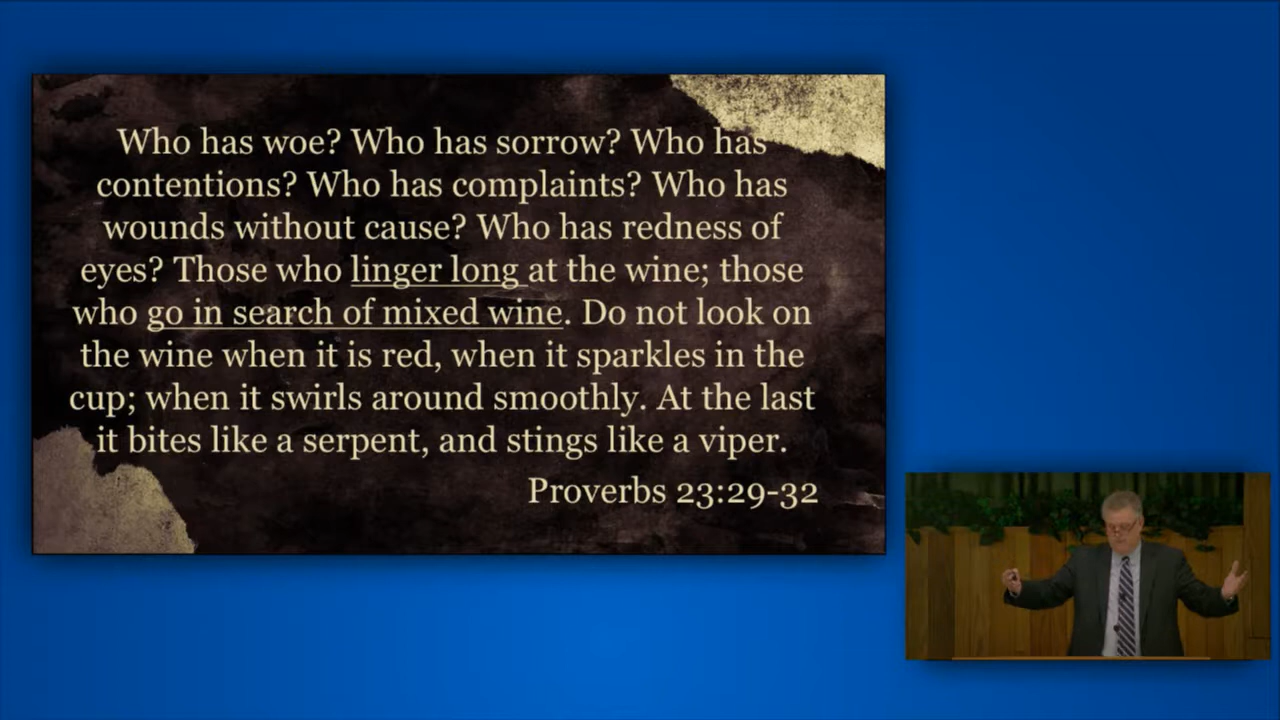 Who has woe? Who has sorrow? Who has
contentions? Who has complaints? Who has
wounds without cause? Who has redness of
eyes? Those who linger long at the wine; those
who go in search of mixed wine. Do not look on
the wine when it is red, when it sparkles in the
cup; when it swirls around smoothly. At the last
it bites like a serpent, and stings like a viper.
Proverbs 23:29-32